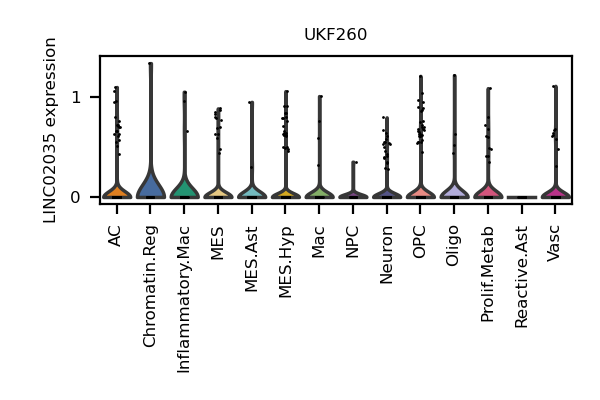 UKF260
LINC02035 expression
1
0
AC
Chromatin.Reg
Inflammatory.Mac
MES
MES.Ast
MES.Hyp
Mac
NPC
Neuron
OPC
Oligo
Prolif.Metab
Reactive.Ast
Vasc